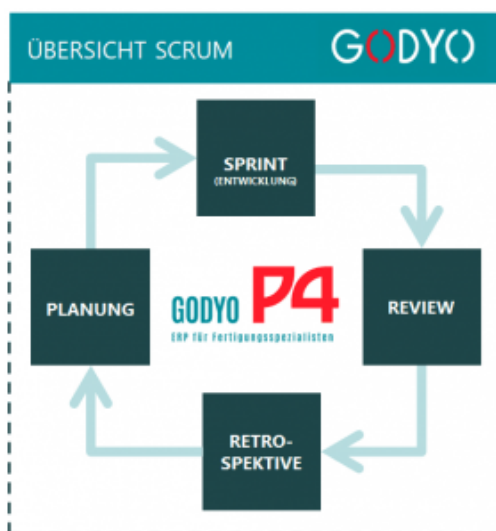 ÜBERSICHT SCRUM
GODYO
SPRINT
(ENTWICKLUNG)
PLANUNG
GODYO P4
ERP für Fertigungsspezialisten
REVIEW
RETRO-
SPEKTIVE